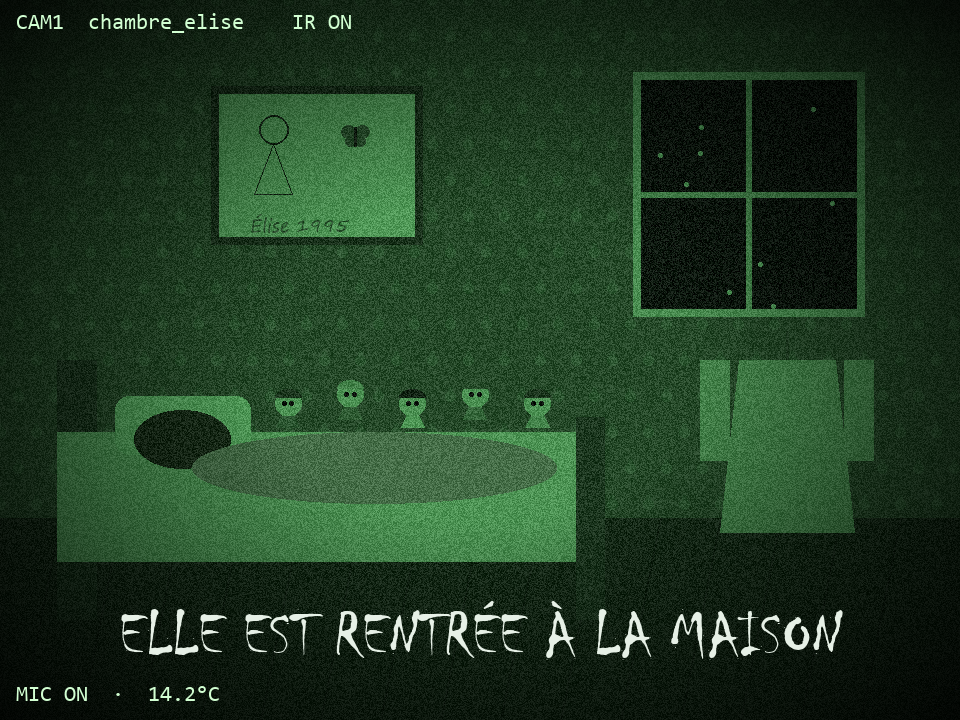 CAM1  chambre_elise    IR ON
Élise 1995
ELLE EST RENTRÉE À LA MAISON
MIC ON  ·  14.2°C